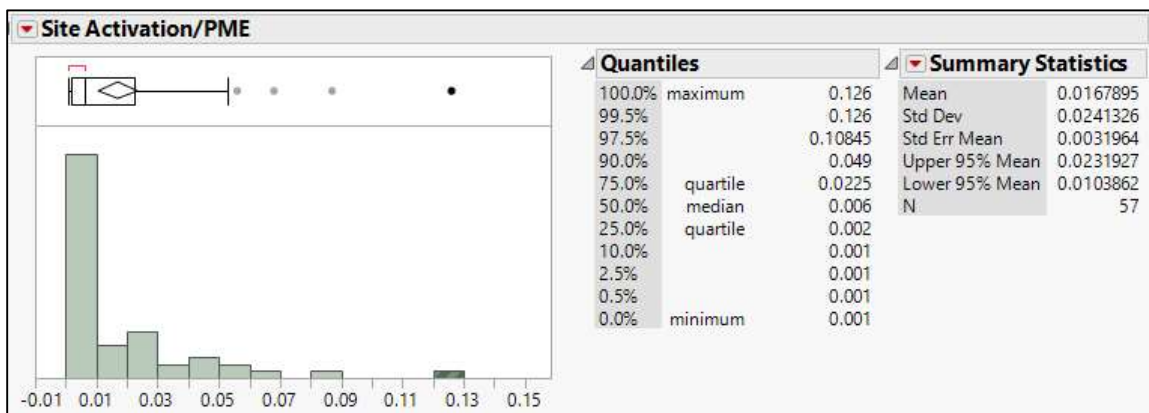 Site Activation/PME
Quantiles
100.0% maximum 0.126
99.5% 0.126
97.5% 0.10845
90.0% 0.049
75.0% quartile 0.0225
50.0% median 0.006
25.0% quartile 0.002
10.0% 0.001
2.5% 0.001
0.5% 0.001
0.0% minimum 0.001
Summary Statistics
Mean 0.0167895
Std Dev 0.0241326
Std Err Mean 0.0031964
Upper 95% Mean 0.0231927
Lower 95% Mean 0.0103862
N 57
-0.01 0.01 0.03 0.05 0.07 0.09 0.11 0.13 0.15